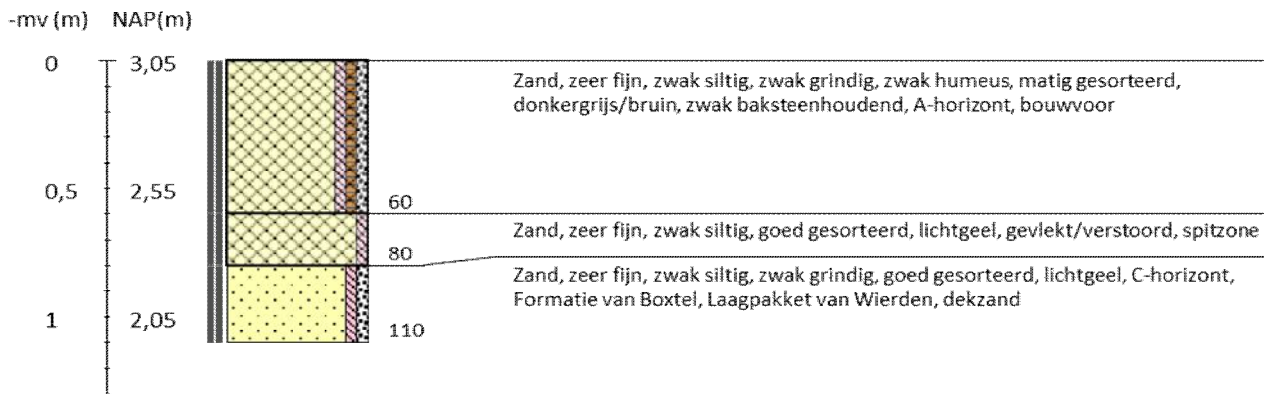 -mv (m) NAP(m)
0 3,05
Zand, zeer fijn, zwak siltig, zwak grindig, zwak humeus, matig gesorteerd,
donkergrijs/bruin, zwak baksteenhoudend, A-horizont, bouwvoor
0,5 2,55
60
Zand, zeer fijn, zwak siltig, goed gesorteerd, lichtgeel, gevlekt/verstoord, spitzone
80
Zand, zeer fijn, zwak siltig, zwak grindig, goed gesorteerd, lichtgeel, C-horizont,
Formatie van Boxtel, Laagpakket van Wierden, dekzand
1 2,05
110